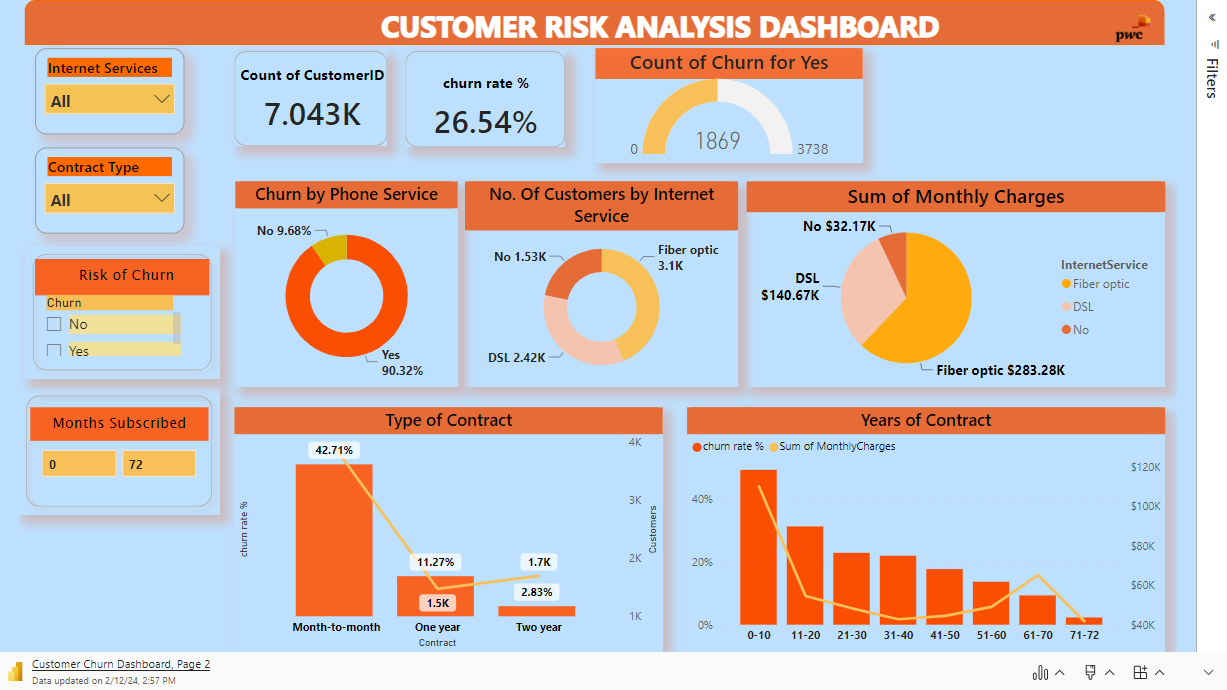 CUSTOMER RISK ANALYSIS DASHBOARD
pwc
Filters
Internet Services
All
Contract Type
All
Risk of Churn
Churn
No
Yes
Months Subscribed
0
72
Count of CustomerID
7.043K
churn rate %
26.54%
Count of Churn for Yes
1869
0
3738
Churn by Phone Service
No 9.68%
Yes
90.32%
No. Of Customers by Internet
Service
No 1.53K
Fiber optic
3.1K
DSL 2.42K
Sum of Monthly Charges
No $32.17K
DSL
$140.67K
Fiber optic $283.28K
InternetService
Fiber optic
DSL
No
Type of Contract
churn rate %
42.71%
11.27%
1.5K
1.7K
2.83%
4K
3K
2K
1K
Customers
Month-to-month
One year
Two year
Contract
Years of Contract
churn rate %
Sum of MonthlyCharges
40%
20%
0%
$120K
$100K
$80K
$60K
$40K
0-10
11-20
21-30
31-40
41-50
51-60
61-70
71-72
Customer Churn Dashboard, Page 2
Data updated on 2/12/24, 2:57 PM